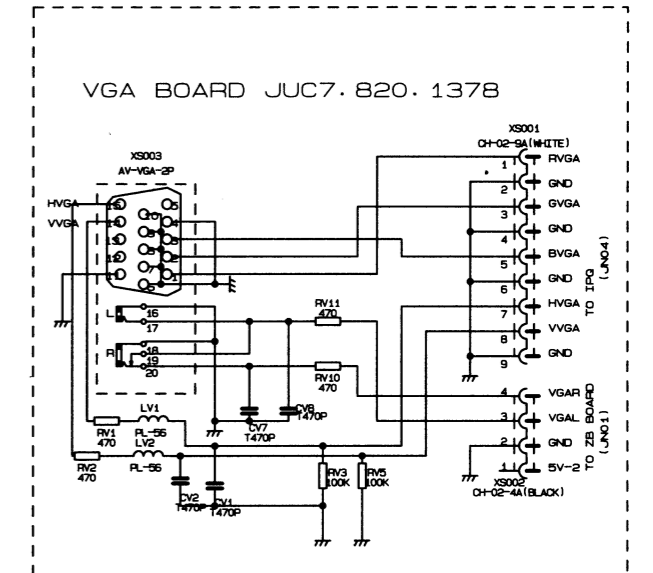 VGA BOARD JUC7.820.1378
XS003
AV-VGA-2P
XS001
CH-02-9A(WHITE)
HVGA
VVGA
15
14
13
12
11
10
9
8
7
6
5
4
3
2
1
1 RVGA
2 GND
3 GVGA
4 GND
5 BVGA
6 GND
7 HVGA
8 VVGA
9 GND
TO IPQ
(JN04)
L
16
17
R
18
19
20
RV11
470
RV10
470
CV7
T470P
CV8
T470P
4 VGAR
3 VGAL
2 GND
1 5V-2
TO ZB BOARD
(JN01)
XS002
CH-02-4A(BLACK)
RV1
470
LV1
PL-56
RV2
470
LV2
PL-56
CV2
T470P
CV1
T470P
RV3
100K
RV5
100K